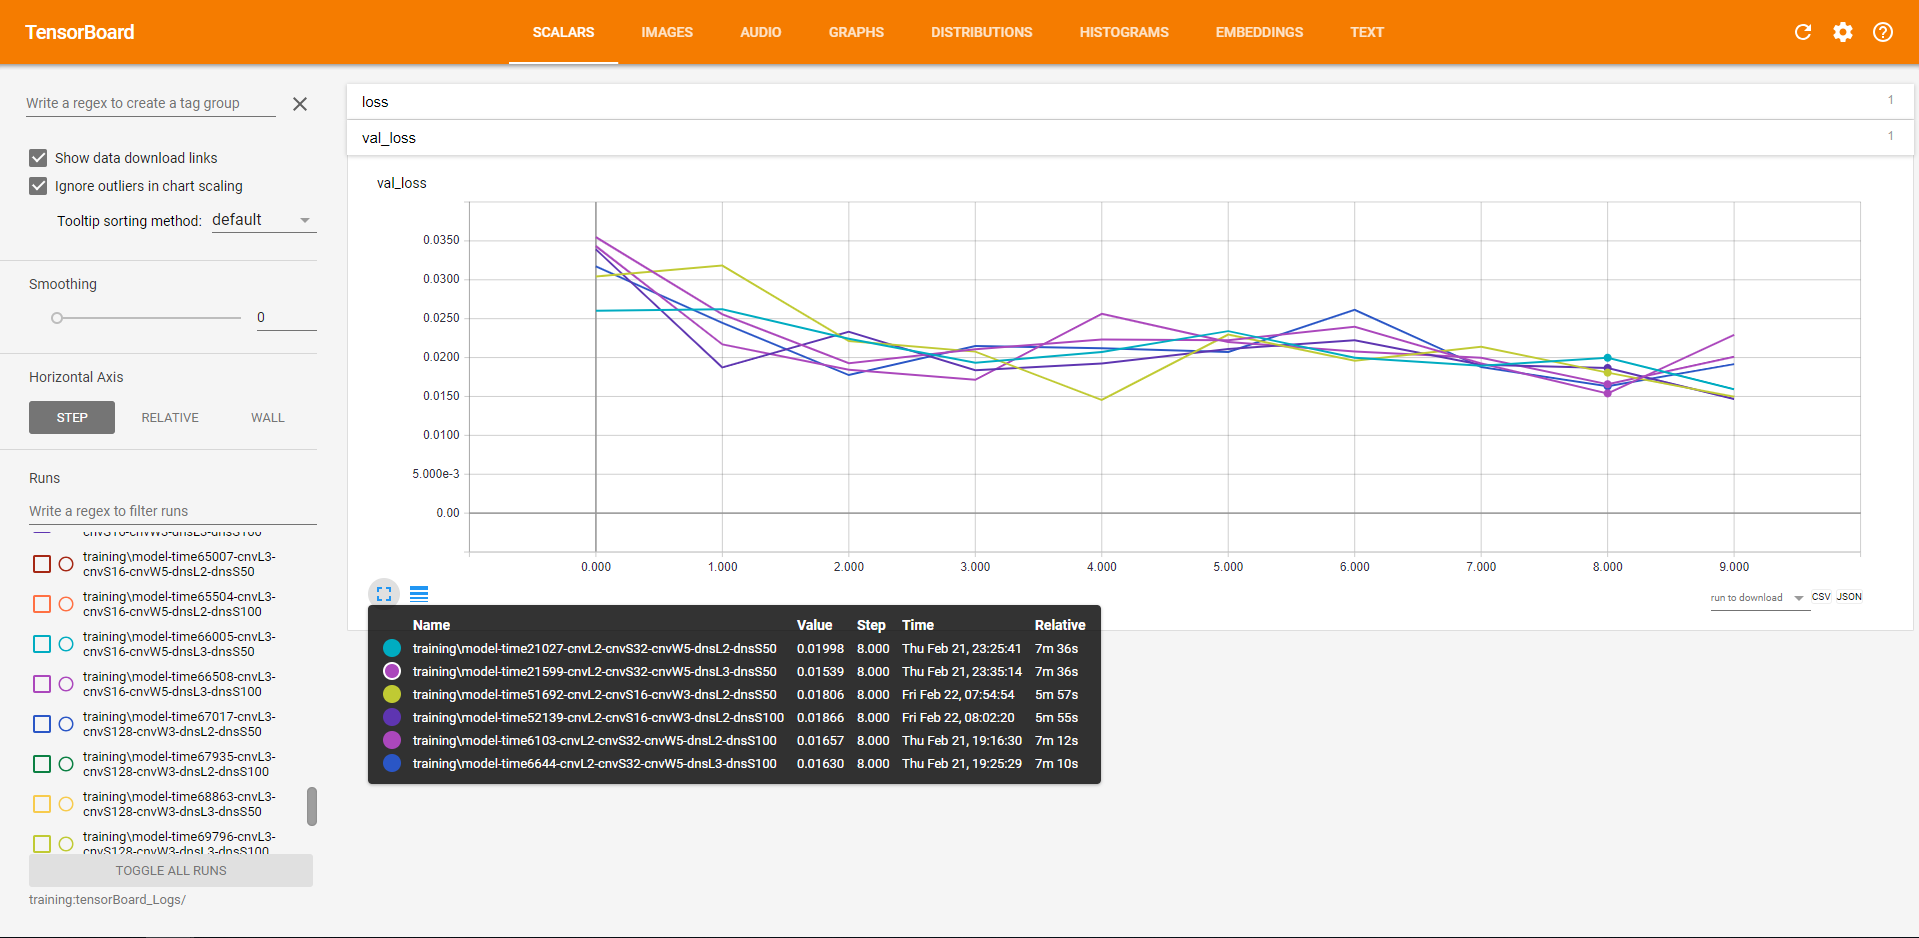 TensorBoard
SCALARS IMAGES AUDIO GRAPHS DISTRIBUTIONS HISTOGRAMS EMBEDDINGS TEXT
Write a regex to create a tag group
Show data download links
Ignore outliers in chart scaling
Tooltip sorting method: default
Smoothing
0
Horizontal Axis
STEP RELATIVE WALL
Runs
Write a regex to filter runs
cnvS16-cnvW3-dnsL3-dnsS100
training\model-time65007-cnvL3-
cnvS16-cnvW5-dnsL2-dnsS50
training\model-time65504-cnvL3-
cnvS16-cnvW5-dnsL2-dnsS100
training\model-time66005-cnvL3-
cnvS16-cnvW5-dnsL3-dnsS50
training\model-time66508-cnvL3-
cnvS16-cnvW5-dnsL3-dnsS100
training\model-time67017-cnvL3-
cnvS128-cnvW3-dnsL2-dnsS50
training\model-time67935-cnvL3-
cnvS128-cnvW3-dnsL2-dnsS100
training\model-time68863-cnvL3-
cnvS128-cnvW3-dnsL3-dnsS50
training\model-time69796-cnvL3-
cnvS128-cnvW3-dnsL3-dnsS100
TOGGLE ALL RUNS
training:tensorBoard_Logs/
loss 1
val_loss 1
val_loss
0.0350
0.0300
0.0250
0.0200
0.0150
0.0100
5.000e-3
0.00
0.000 1.000 2.000 3.000 4.000 5.000 6.000 7.000 8.000 9.000
run to download CSV JSON
Name Value Step Time Relative
training\model-time21027-cnvL2-cnvS32-cnvW5-dnsL2-dnsS50 0.01998 8.000 Thu Feb 21, 23:25:41 7m 36s
training\model-time21599-cnvL2-cnvS32-cnvW5-dnsL3-dnsS50 0.01539 8.000 Thu Feb 21, 23:35:14 7m 36s
training\model-time51692-cnvL2-cnvS16-cnvW3-dnsL2-dnsS50 0.01806 8.000 Fri Feb 22, 07:54:54 5m 57s
training\model-time52139-cnvL2-cnvS16-cnvW3-dnsL2-dnsS100 0.01866 8.000 Fri Feb 22, 08:02:20 5m 55s
training\model-time6103-cnvL2-cnvS32-cnvW5-dnsL2-dnsS100 0.01657 8.000 Thu Feb 21, 19:16:30 7m 12s
training\model-time6644-cnvL2-cnvS32-cnvW5-dnsL3-dnsS100 0.01630 8.000 Thu Feb 21, 19:25:29 7m 10s